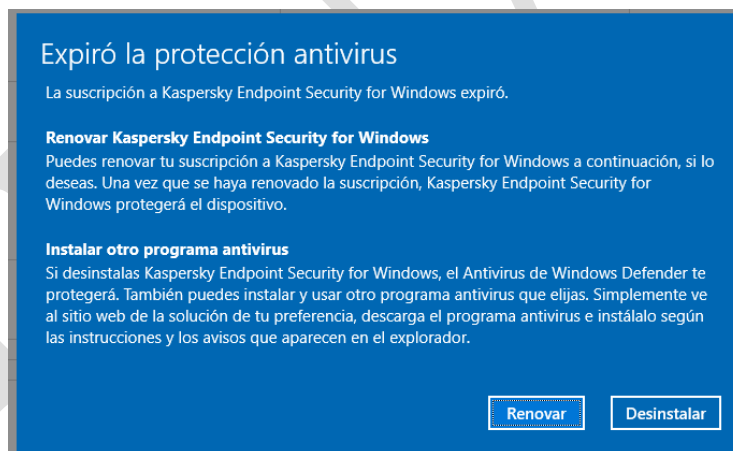 Expiró la protección antivirus
La suscripción a Kaspersky Endpoint Security for Windows expiró.
Renovar Kaspersky Endpoint Security for Windows
Puedes renovar tu suscripción a Kaspersky Endpoint Security for Windows a continuación, si lo
deseas. Una vez que se haya renovado la suscripción, Kaspersky Endpoint Security for
Windows protegerá el dispositivo.
Instalar otro programa antivirus
Si desinstalas Kaspersky Endpoint Security for Windows, el Antivirus de Windows Defender te
protegerá. También puedes instalar y usar otro programa antivirus que elijas. Simplemente ve
al sitio web de la solución de tu preferencia, descarga el programa antivirus e instálalo según
las instrucciones y los avisos que aparecen en el explorador.
Renovar Desinstalar